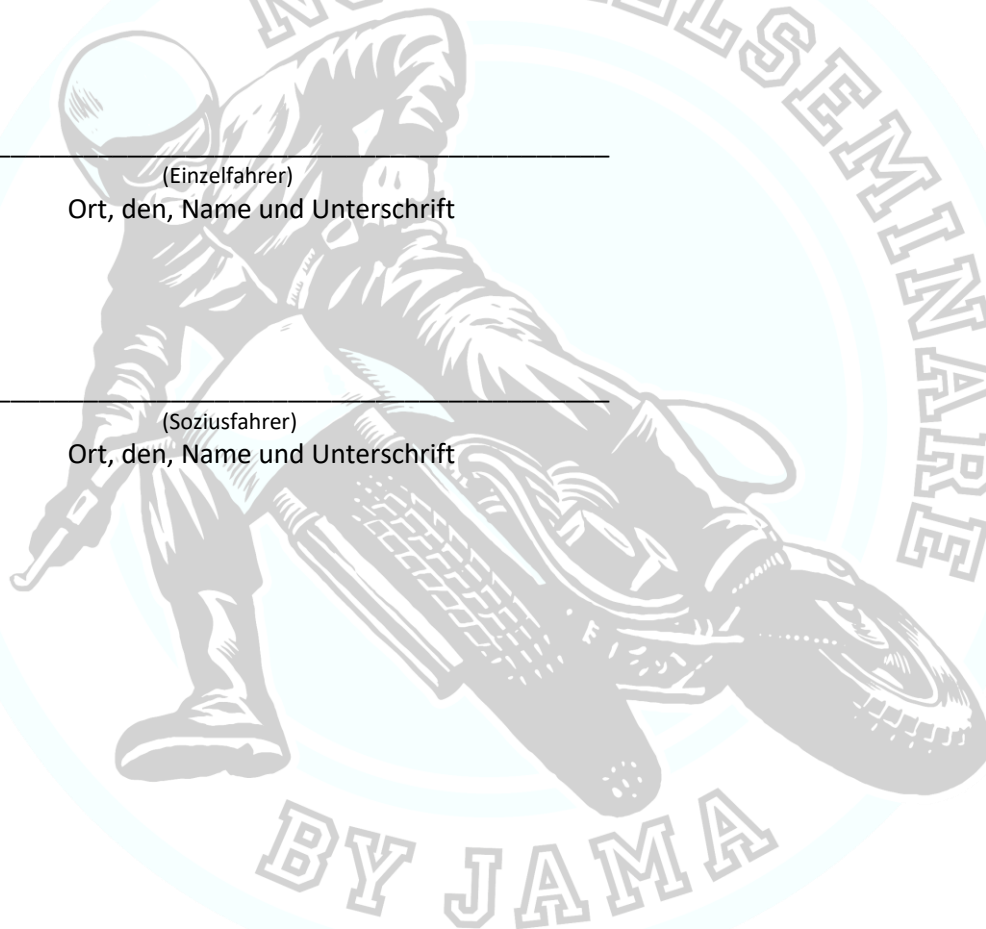 (Einzelfahrer)
Ort, den, Name und Unterschrift
(Soziusfahrer)
Ort, den, Name und Unterschrift
BY JAMA